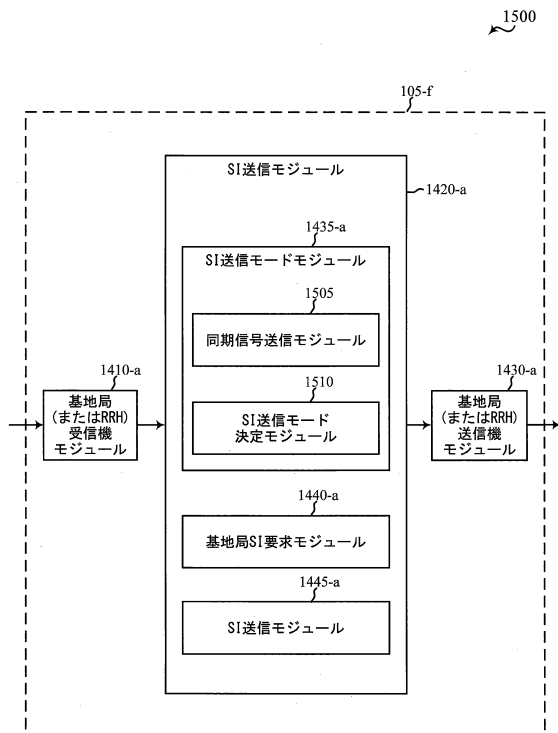 1500
105-f
SI送信モジュール
1420-a
1435-a
SI送信モードモジュール
1505
同期信号送信モジュール
1510
SI送信モード
決定モジュール
1410-a
基地局
(またはRRH)
受信機
モジュール
1430-a
基地局
(またはRRH)
送信機
モジュール
1440-a
基地局SI要求モジュール
1445-a
SI送信モジュール